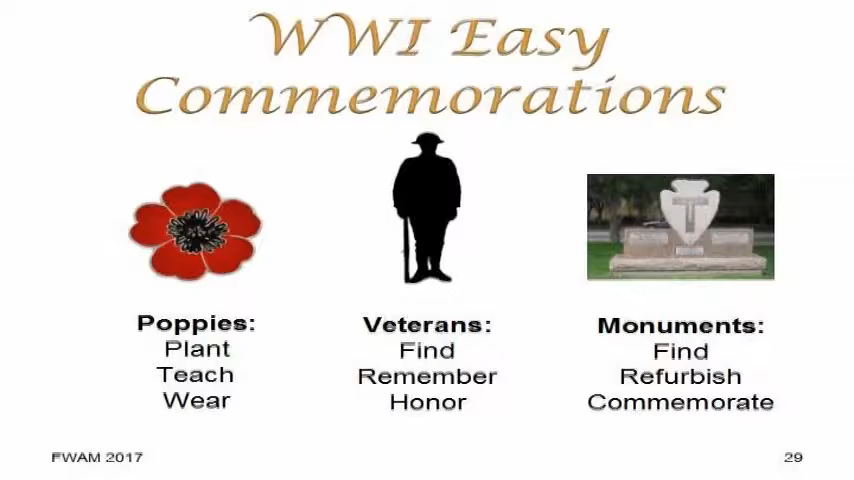 WWI Easy
Commemorations
T
Poppies:
Plant
Teach
Wear
Veterans:
Find
Remember
Honor
Monuments:
Find
Refurbish
Commemorate
FWAM 2017
29